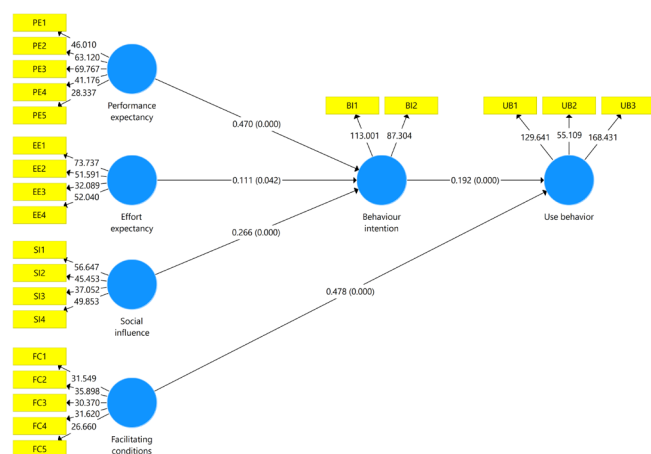 PE1
PE2
PE3
PE4
PE5
46.010
63.120
69.767
41.176
28.337
Performance
expectancy
EE1
EE2
EE3
EE4
73.737
51.591
32.089
52.040
Effort
expectancy
SI1
SI2
SI3
SI4
56.647
45.453
37.052
49.853
Social
influence
FC1
FC2
FC3
FC4
FC5
31.549
35.898
30.370
31.620
26.660
Facilitating
conditions
0.470 (0.000)
0.111 (0.042)
0.266 (0.000)
0.478 (0.000)
BI1
BI2
113.001
87.304
Behaviour
intention
0.192 (0.000)
UB1
UB2
UB3
129.641
55.109
168.431
Use behavior